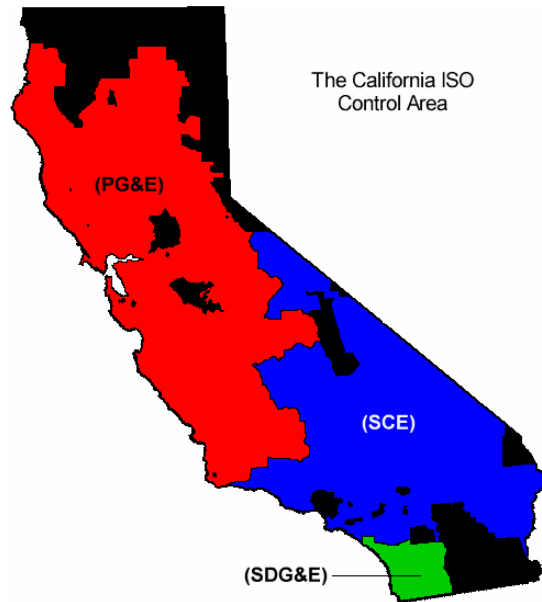 The California ISO
Control Area
(PG&E)
(SCE)
(SDG&E)